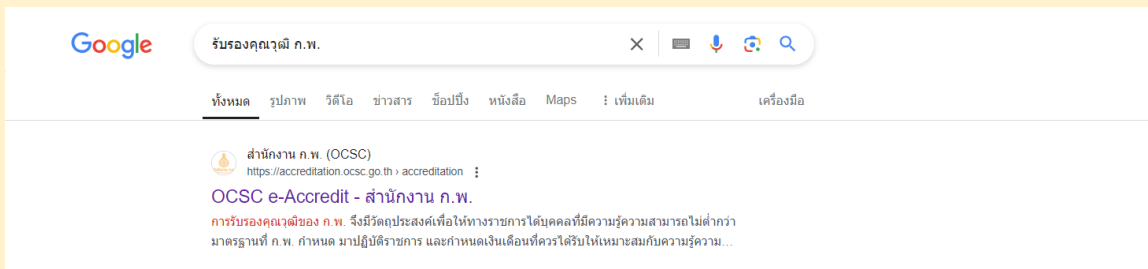 Google
รับรองคุณวุฒิ ก.พ.
ทั้งหมด รูปภาพ วิดีโอ ข่าวสาร ช็อปปิ้ง หนังสือ Maps เพิ่มเติม เครื่องมือ
สำนักงาน ก.พ. (OCSC)
https://accreditation.ocsc.go.th › accreditation
OCSC e-Accredit - สำนักงาน ก.พ.
การรับรองคุณวุฒิของ ก.พ. จึงมีวัตถุประสงค์เพื่อให้ทางราชการได้บุคคลที่มีความรู้ความสามารถไม่ต่ำกว่า
มาตรฐานที่ ก.พ. กำหนด มาปฏิบัติราชการ และกำหนดเงินเดือนที่ควรได้รับให้เหมาะสมกับความรู้ความ...